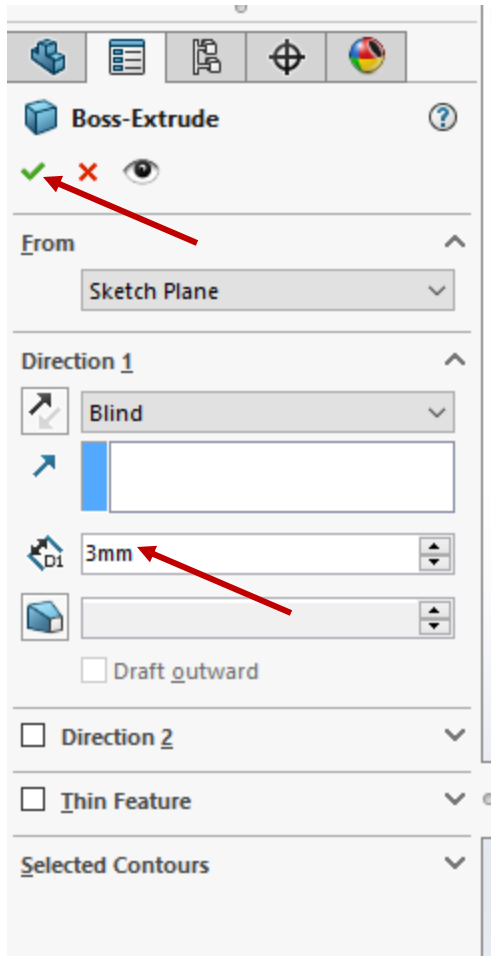 Boss-Extrude
?
From
Sketch Plane
Direction 1
Blind
D1
3mm
Draft outward
Direction 2
Thin Feature
Selected Contours